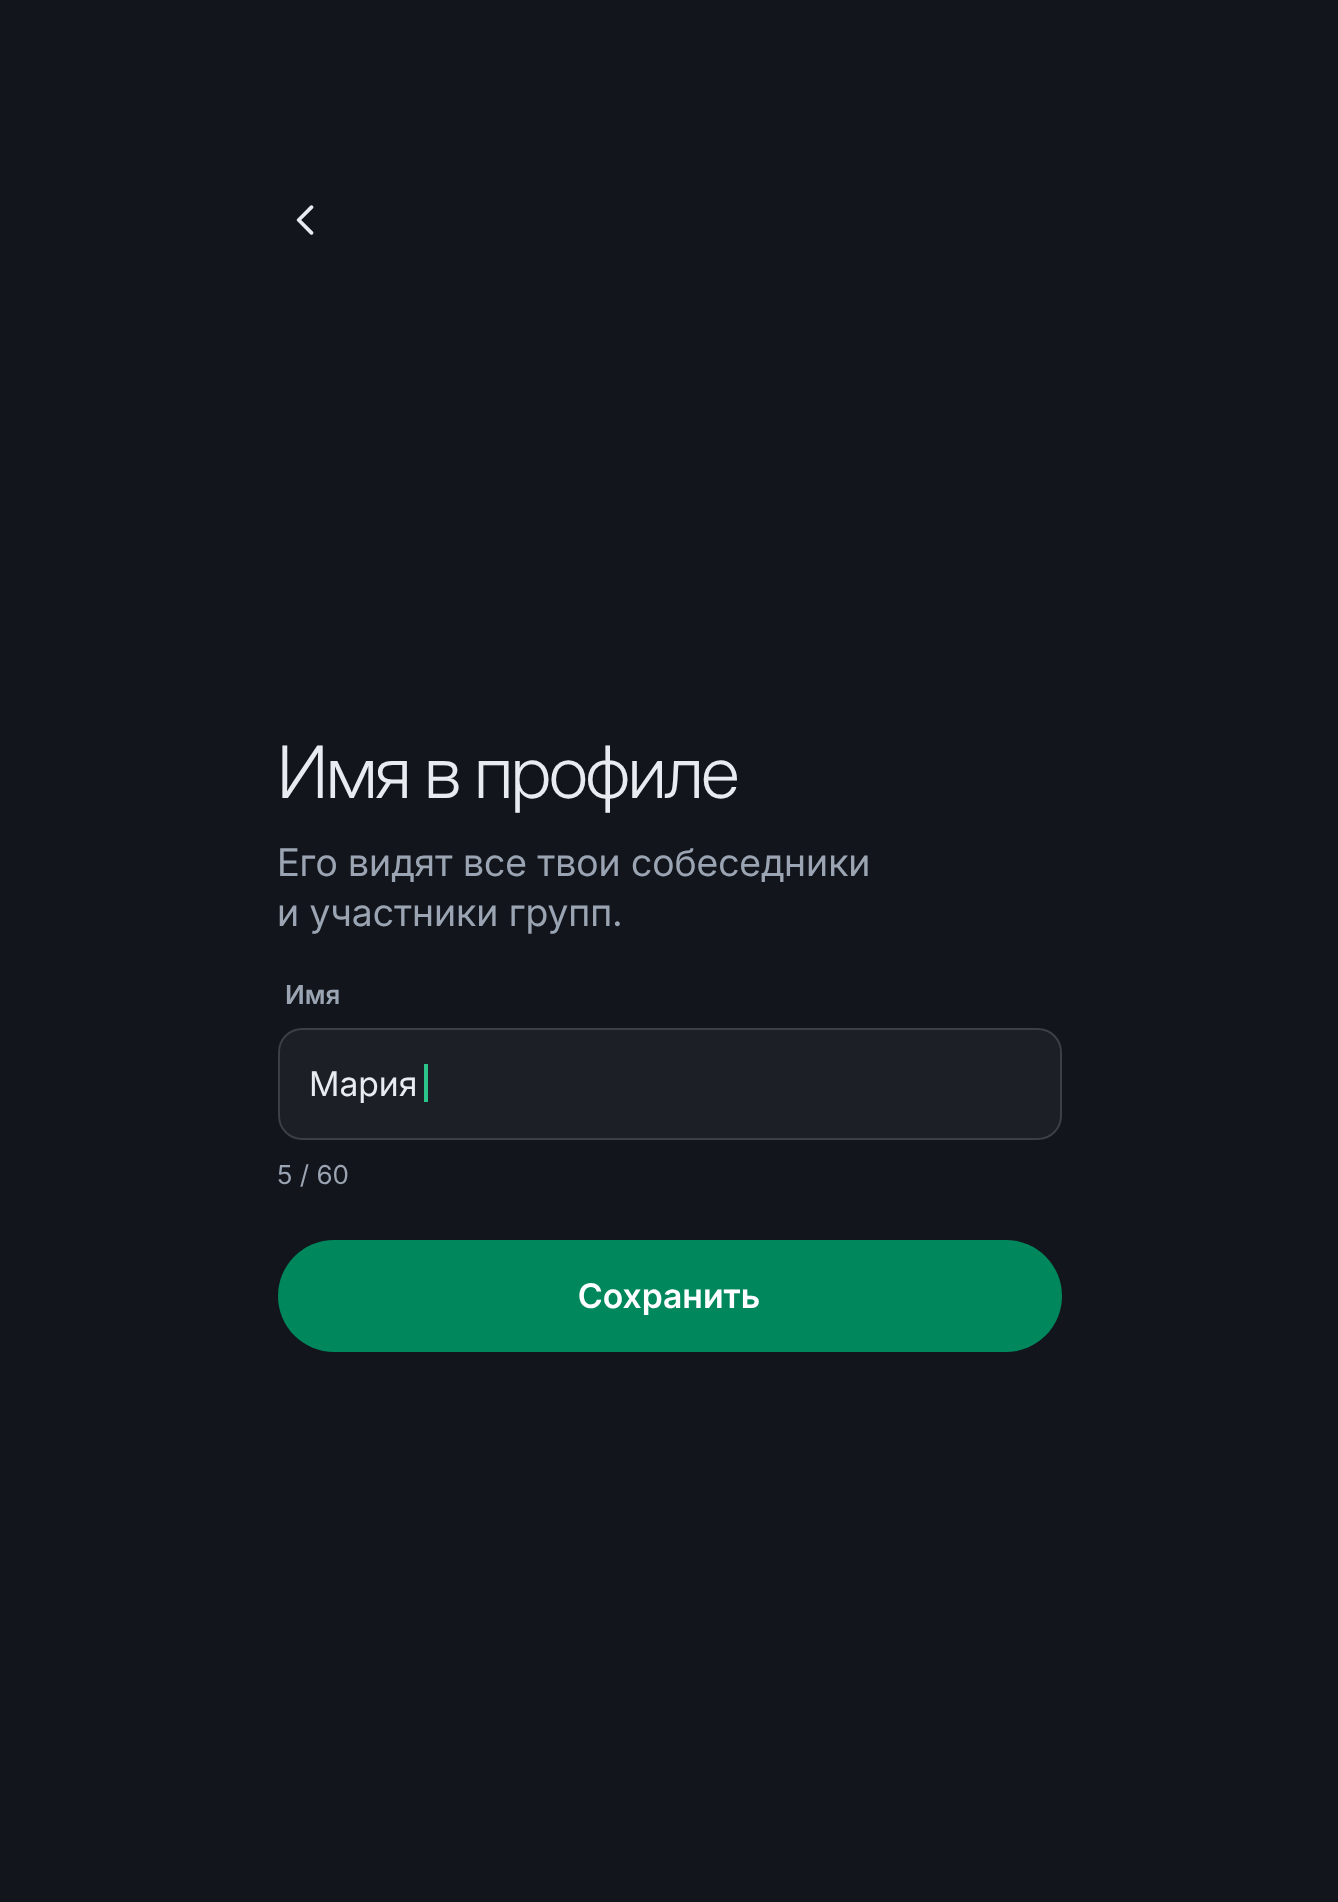 Имя в профиле
Его видят все твои собеседники
и участники групп.
Имя
Мария
5 / 60
Сохранить